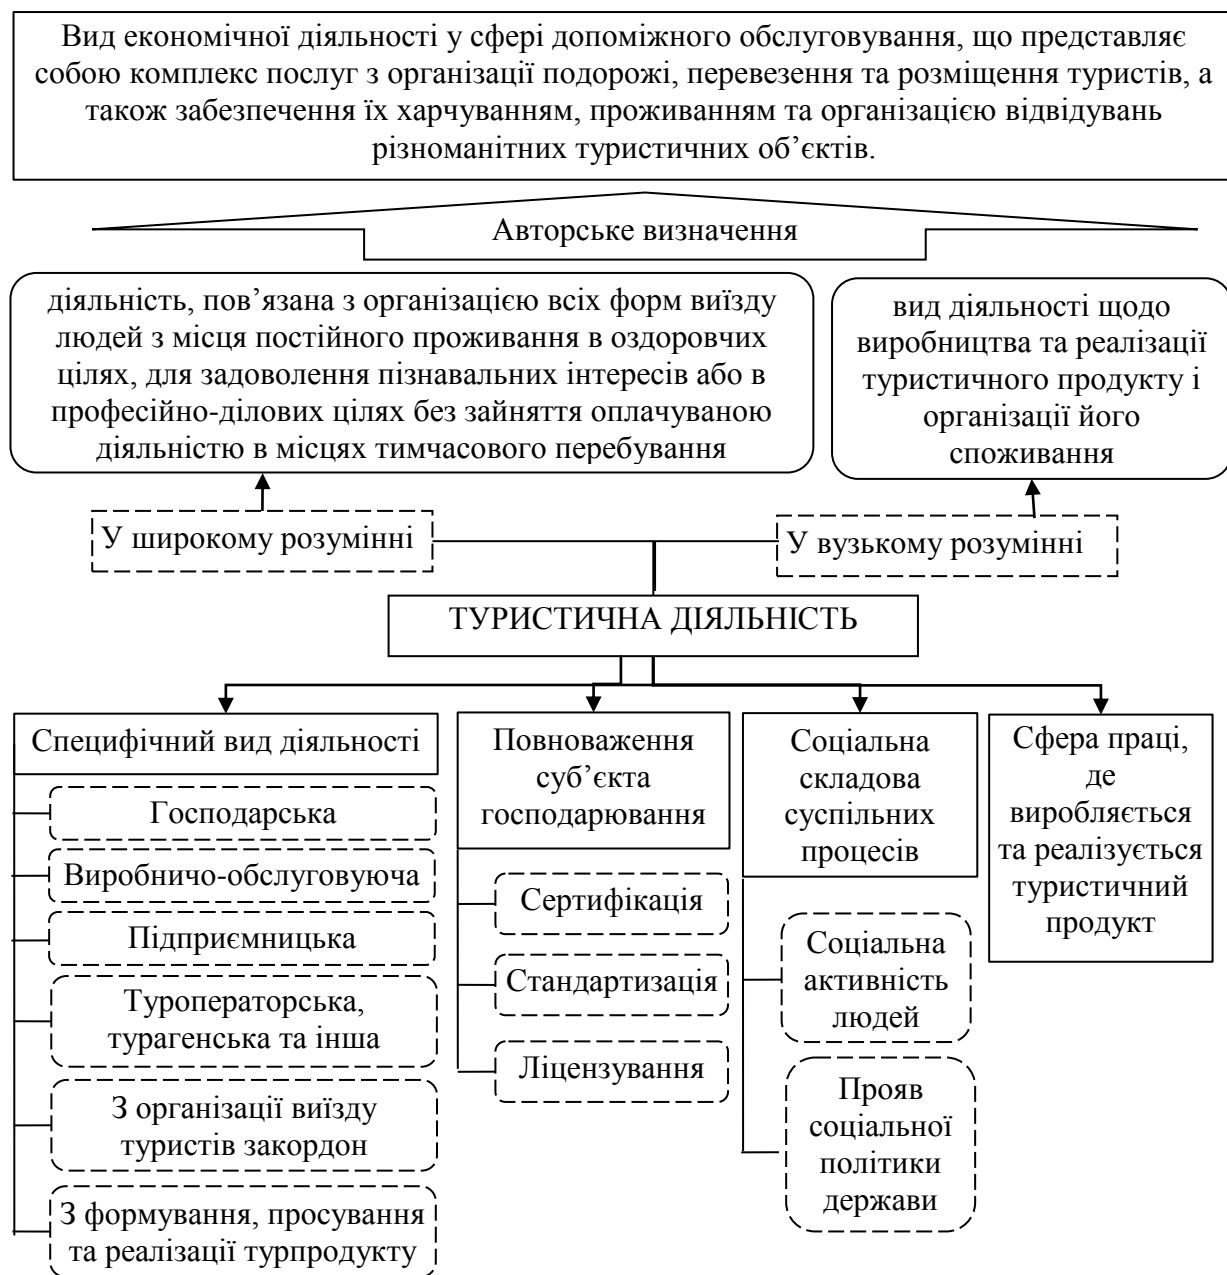 Вид економічної діяльності у сфері допоміжного обслуговування, що представляє
собою комплекс послуг з організації подорожі, перевезення та розміщення туристів, а
також забезпечення їх харчуванням, проживанням та організацією відвідувань
різноманітних туристичних об’єктів.
Авторське визначення
діяльність, пов’язана з організацією всіх форм виїзду
людей з місця постійного проживання в оздоровчих
цілях, для задоволення пізнавальних інтересів або в
професійно-ділових цілях без зайняття оплачуваною
діяльністю в місцях тимчасового перебування
вид діяльності щодо
виробництва та реалізації
туристичного продукту і
організації його
споживання
У широкому розумінні
У вузькому розумінні
ТУРИСТИЧНА ДІЯЛЬНІСТЬ
Специфічний вид діяльності
Господарська
Виробничо-обслуговуюча
Підприємницька
Туроператорська,
турагенська та інша
З організації виїзду
туристів закордон
З формування, просування
та реалізації турпродукту
Повноваження
суб’єкта
господарювання
Сертифікація
Стандартизація
Ліцензування
Соціальна
складова
суспільних
процесів
Соціальна
активність
людей
Прояв
соціальної
політики
держави
Сфера праці,
де
виробляється
та реалізується
туристичний
продукт